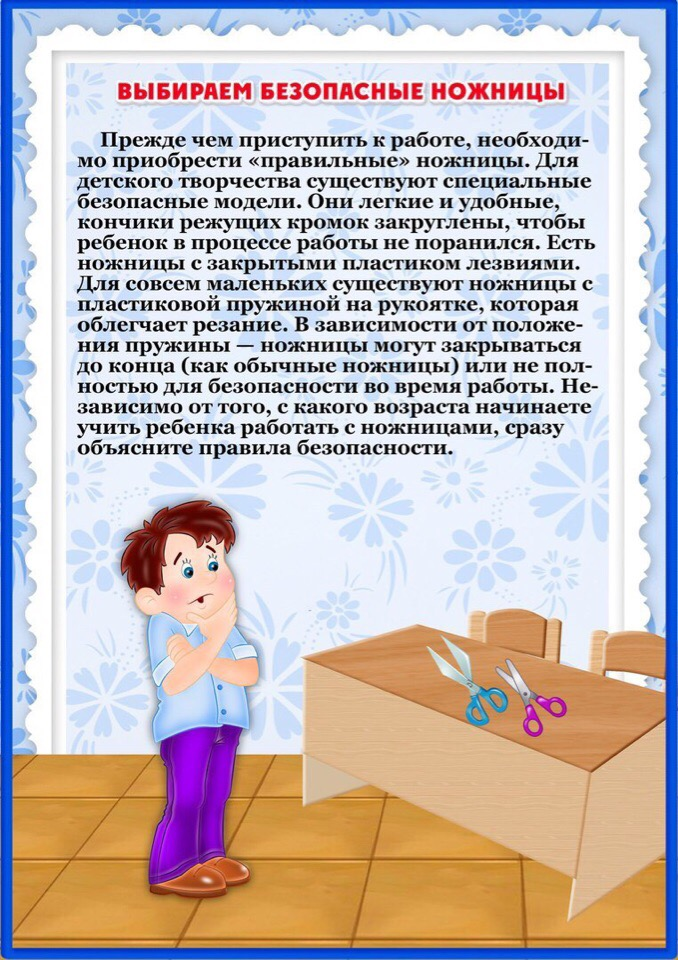 ВЫБИРАЕМ БЕЗОПАСНЫЕ НОЖНИЦЫ
Прежде чем приступить к работе, необходи-
мо приобрести «правильные» ножницы. Для
детского творчества существуют специальные
безопасные модели. Они легкие и удобные,
кончики режущих кромок закруглены, чтобы
ребенок в процессе работы не поранился. Есть
ножницы с закрытыми пластиком лезвиями.
Для совсем маленьких существуют ножницы с
пластиковой пружиной на рукоятке, которая
облегчает резание. В зависимости от положе-
ния пружины — ножницы могут закрываться
до конца (как обычные ножницы) или не пол-
ностью для безопасности во время работы. Не-
зависимо от того, с какого возраста начинаете
учить ребенка работать с ножницами, сразу
объясните правила безопасности.